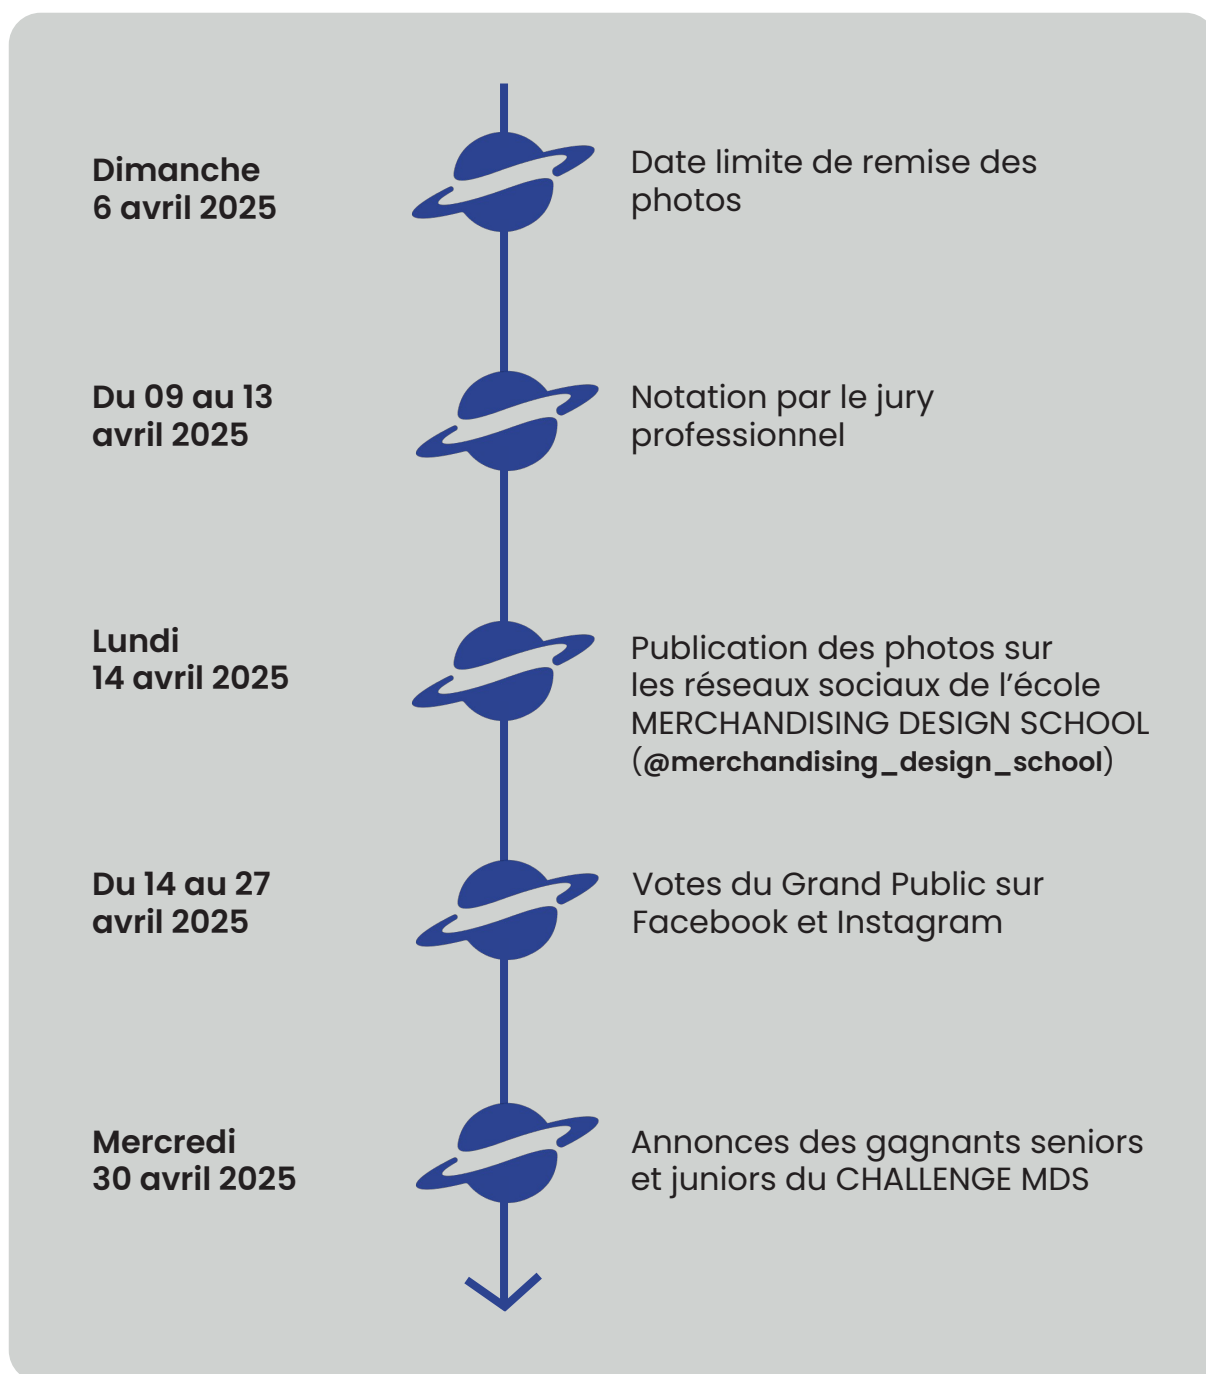 Dimanche
6 avril 2025
Date limite de remise des
photos
Du 09 au 13
avril 2025
Notation par le jury
professionnel
Lundi
14 avril 2025
Publication des photos sur
les réseaux sociaux de l’école
MERCHANDISING DESIGN SCHOOL
(@merchandising_design_school)
Du 14 au 27
avril 2025
Votes du Grand Public sur
Facebook et Instagram
Mercredi
30 avril 2025
Annonces des gagnants seniors
et juniors du CHALLENGE MDS